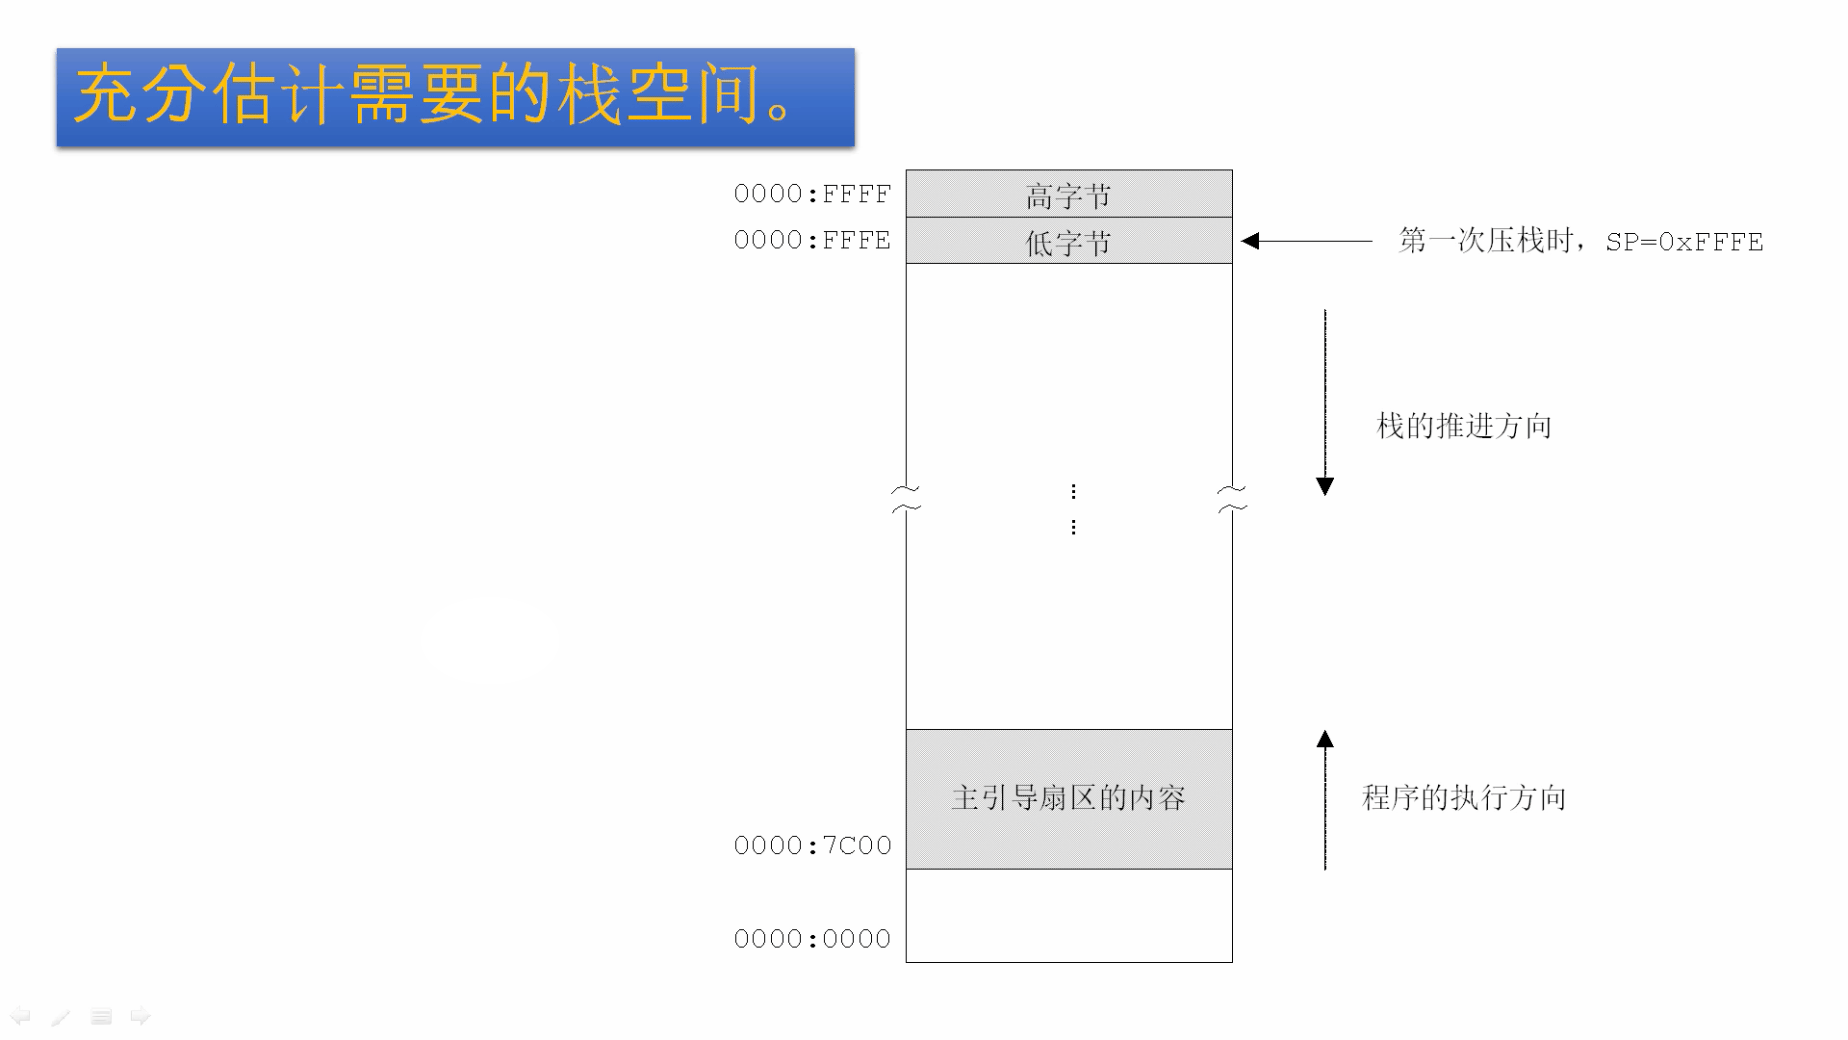 充分估计需要的栈空间。
0000:FFFF 高字节
0000:FFFE 低字节 第一次压栈时，SP=0xFFFE
栈的推进方向
主引导扇区的内容 程序的执行方向
0000:7C00
0000:0000